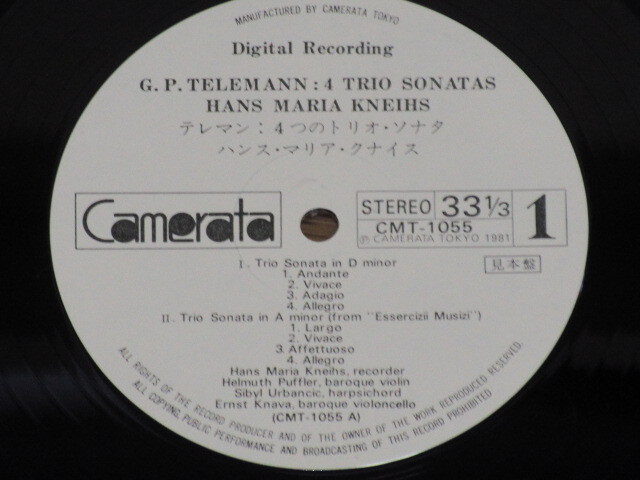 MANUFACTURED BY CAMERATA TOKYO
Digital Recording
G. P. TELEMANN : 4 TRIO SONATAS
HANS MARIA KNEIHS
テレマン：4つのトリオ・ソナタ
ハンス・マリア・クナイス
Camerata
STEREO 33 1/3
CMT-1055
℗ CAMERATA TOKYO 1981
1
見本盤
I. Trio Sonata in D minor
1. Andante
2. Vivace
3. Adagio
4. Allegro
II. Trio Sonata in A minor (from "Essercizii Musizi")
1. Largo
2. Vivace
3 Affettuoso
4. Allegro
Hans Maria Kneihs, recorder
Helmuth Puffler, baroque violin
Sibyl Urbancic, harpsichord
Ernst Knava, baroque violoncello
(CMT-1055 A)
ALL RIGHTS OF THE RECORD PRODUCER AND OF THE OWNER OF THE WORK REPRODUCED RESERVED.
ALL COPYING, PUBLIC PERFORMANCE AND BROADCASTING OF THIS RECORD PROHIBITED